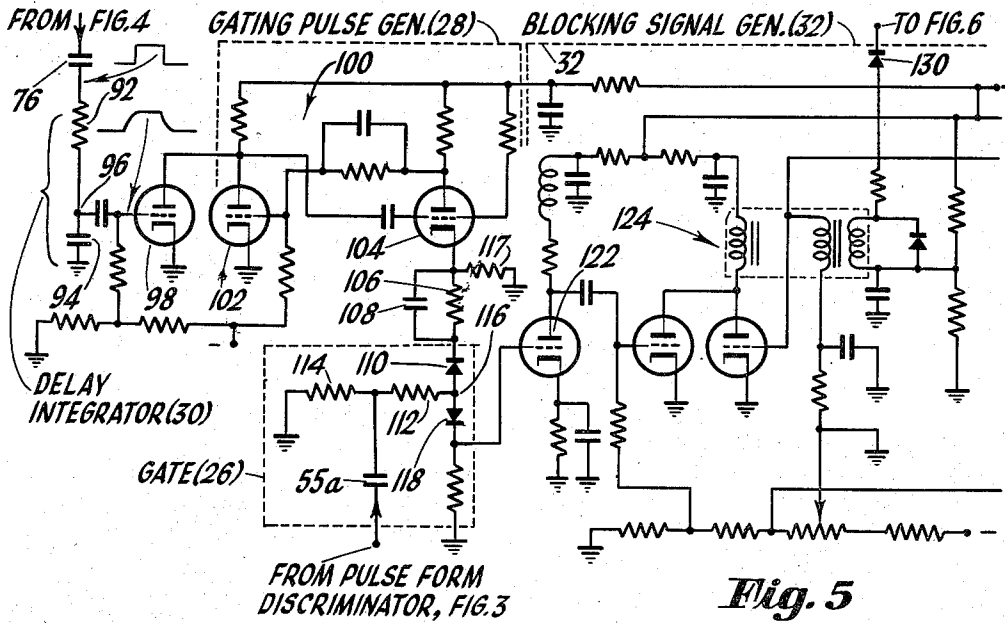 FROM FIG.4
GATING PULSE GEN.(28)
BLOCKING SIGNAL GEN.(32)
TO FIG.6
32
130
76
92
100
96
104
117
124
106
122
94
98
102
108
116
114
110
DELAY
INTEGRATOR(30)
112
GATE(26)
55a
118
FROM PULSE FORM
DISCRIMINATOR, FIG.3
Fig. 5